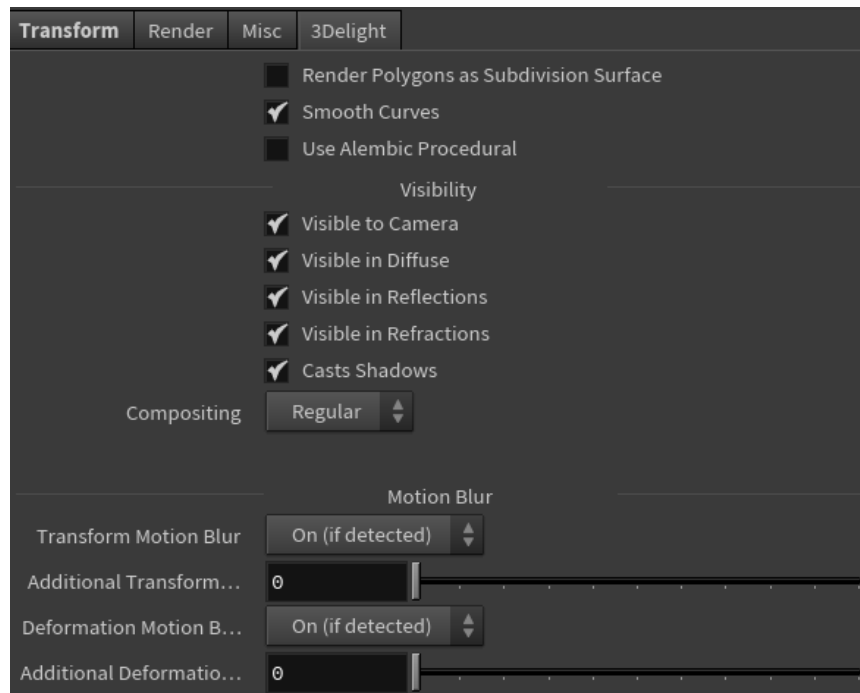 Transform Render Misc 3Delight
Render Polygons as Subdivision Surface
Smooth Curves
Use Alembic Procedural
Visibility
Visible to Camera
Visible in Diffuse
Visible in Reflections
Visible in Refractions
Casts Shadows
Compositing Regular
Motion Blur
Transform Motion Blur On (if detected)
Additional Transform... 0
Deformation Motion B... On (if detected)
Additional Deformatio... 0